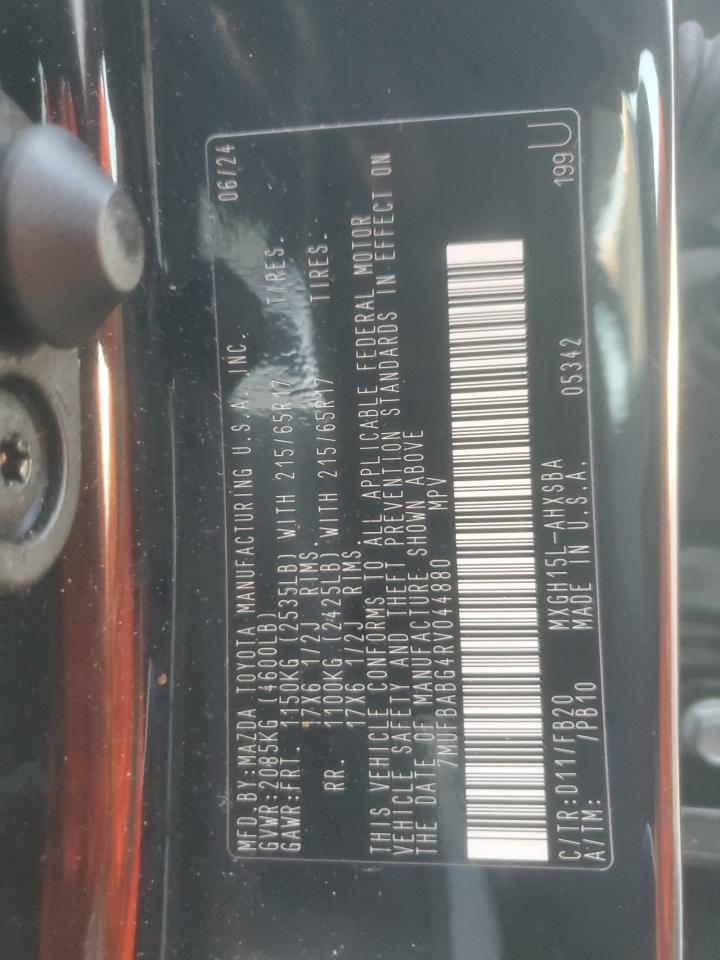 MFD BY:MAZDA TOYOTA MANUFACTURING U.S.A. INC. 06/24
GVWR:2085KG (4600LB)
GAWR:FRT. 1150KG (2535LB) WITH 215/65R17 TIRES.
17X6 1/2J RIMS.
RR. 1100KG (2425LB) WITH 215/65R17 TIRES.
17X6 1/2J RIMS.
THIS VEHICLE CONFORMS TO ALL APPLICABLE FEDERAL MOTOR
VEHICLE SAFETY AND THEFT PREVENTION STANDARDS IN EFFECT ON
THE DATE OF MANUFACTURE SHOWN ABOVE
7MUFBABG4RV044880 MPV
C/TR:D11/FB20 MXGH15L-AHXSBA 05342 199 U
A/TM: /PB10 MADE IN U.S.A.